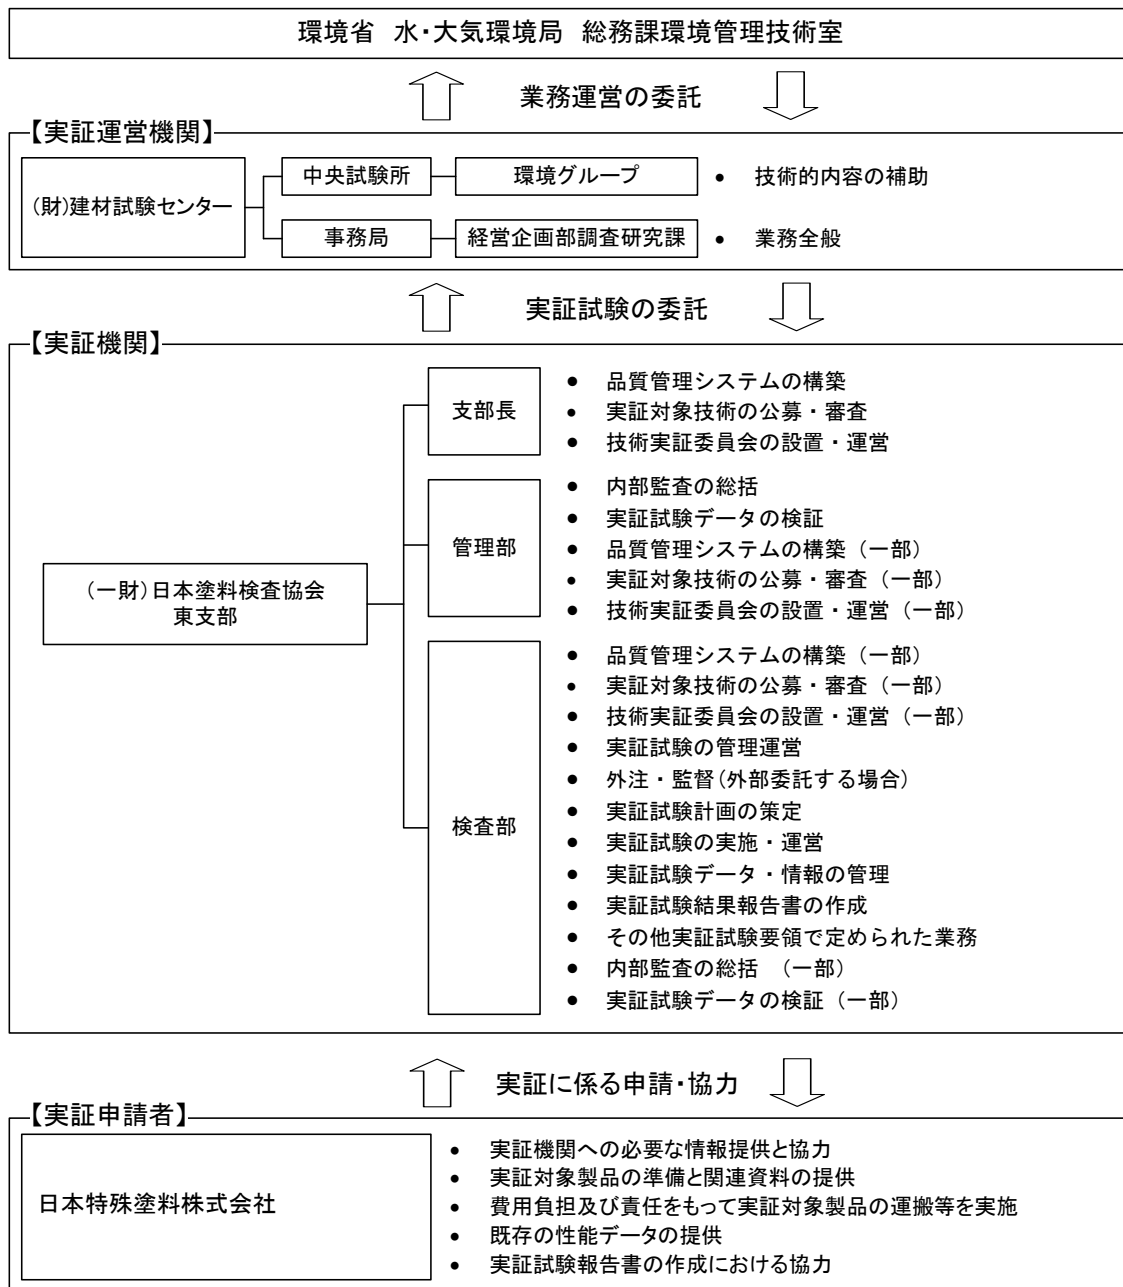 環境省 水・大気環境局 総務課環境管理技術室
業務運営の委託
【実証運営機関】
(財)建材試験センター
中央試験所
環境グループ
• 技術的内容の補助
事務局
経営企画部調査研究課
• 業務全般
実証試験の委託
【実証機関】
(一財)日本塗料検査協会
東支部
支部長
• 品質管理システムの構築
• 実証対象技術の公募・審査
• 技術実証委員会の設置・運営
管理部
• 内部監査の総括
• 実証試験データの検証
• 品質管理システムの構築（一部）
• 実証対象技術の公募・審査（一部）
• 技術実証委員会の設置・運営（一部）
検査部
• 品質管理システムの構築（一部）
• 実証対象技術の公募・審査（一部）
• 技術実証委員会の設置・運営（一部）
• 実証試験の管理運営
• 外注・監督(外部委託する場合)
• 実証試験計画の策定
• 実証試験の実施・運営
• 実証試験データ・情報の管理
• 実証試験結果報告書の作成
• その他実証試験要領で定められた業務
• 内部監査の総括 （一部）
• 実証試験データの検証（一部）
実証に係る申請・協力
【実証申請者】
日本特殊塗料株式会社
• 実証機関への必要な情報提供と協力
• 実証対象製品の準備と関連資料の提供
• 費用負担及び責任をもって実証対象製品の運搬等を実施
• 既存の性能データの提供
• 実証試験報告書の作成における協力